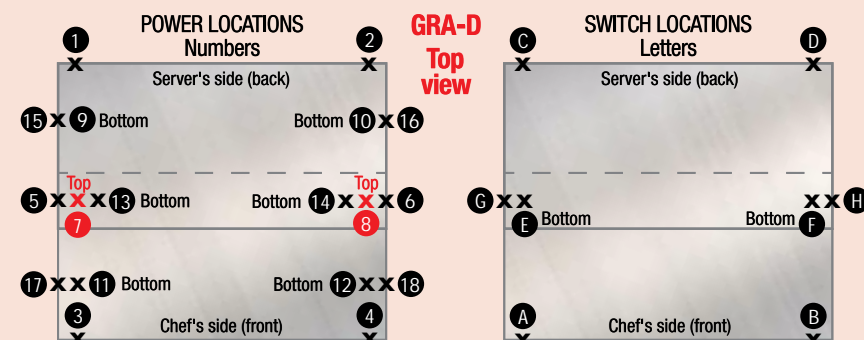 POWER LOCATIONS
Numbers
GRA-D
Top
view
SWITCH LOCATIONS
Letters
1
2
C
D
Server's side (back)
Server's side (back)
15 X 9 Bottom
Bottom 10 X 16
Top
Top
5 X X X 13 Bottom
Bottom 14 X X X 6
G X X
X X H
7
8
E Bottom
Bottom F
17 X X 11 Bottom
Bottom 12 X X 18
3
4
A
B
Chef's side (front)
Chef's side (front)
X
X
X
X